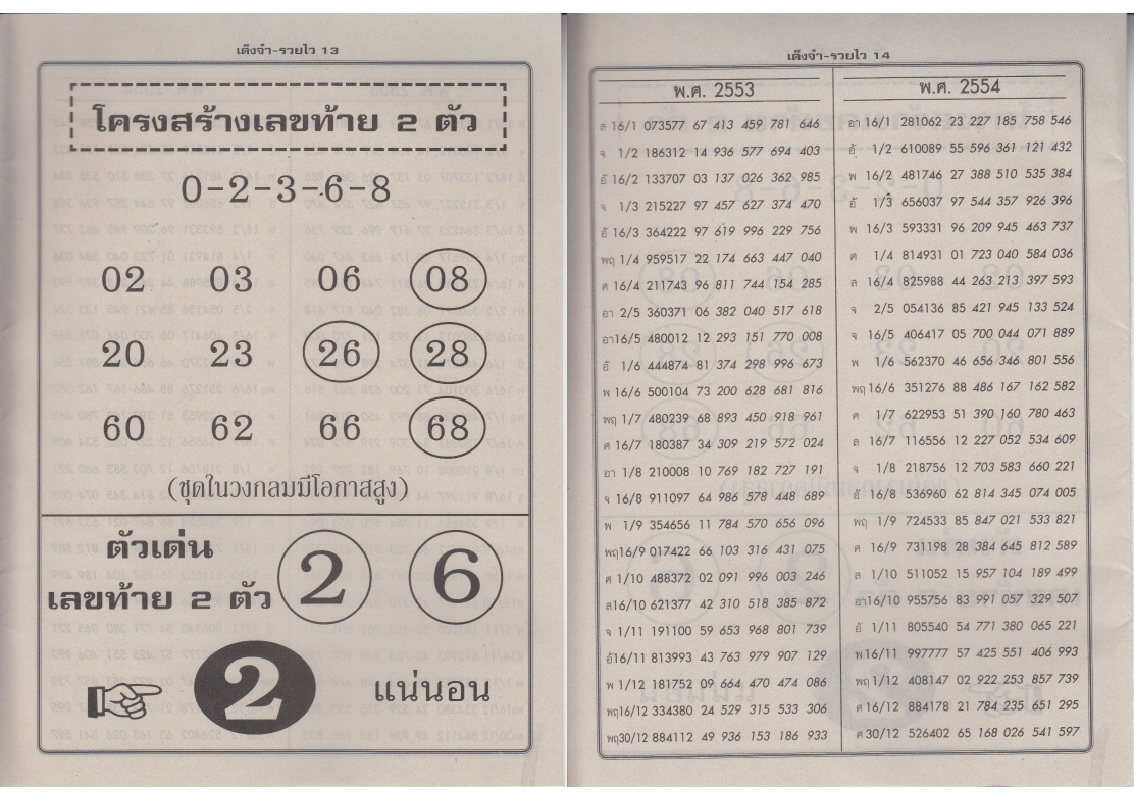 เต็งจ๋า-รวยไว 13
โครงสร้างเลขท้าย 2 ตัว
0-2-3-6-8
02 03 06 08
20 23 26 28
60 62 66 68
(ชุดในวงกลมมีโอกาสสูง)
ตัวเด่น
เลขท้าย 2 ตัว
2 6
2
แน่นอน
เต็งจ๋า-รวยไว 14
พ.ศ. 2553
ส 16/1 073577 67 413 459 781 646
จ 1/2 186312 14 936 577 694 403
อั 16/2 133707 03 137 026 362 985
จ 1/3 215227 97 457 627 374 470
อั 16/3 364222 97 619 996 229 756
พฤ 1/4 959517 22 174 663 447 040
ศ 16/4 211743 96 811 744 154 285
อา 2/5 360371 06 382 040 517 618
อา16/5 480012 12 293 151 770 008
อั 1/6 444874 81 374 298 996 673
พ 16/6 500104 73 200 628 681 816
พฤ 1/7 480239 68 893 450 918 961
ศ 16/7 180387 34 309 219 572 024
อา 1/8 210008 10 769 182 727 191
จ 16/8 911097 64 986 578 448 689
พ 1/9 354656 11 784 570 656 096
พฤ16/9 017422 66 103 316 431 075
ศ 1/10 488372 02 091 996 003 246
ส16/10 621377 42 310 518 385 872
จ 1/11 191100 59 653 968 801 739
อั16/11 813993 43 763 979 907 129
พ 1/12 181752 09 664 470 474 086
พฤ16/12 334380 24 529 315 533 306
พฤ30/12 884112 49 936 153 186 933
พ.ศ. 2554
อา 16/1 281062 23 227 185 758 546
อั 1/2 610089 55 596 361 121 432
พ 16/2 481746 27 388 510 535 384
อั 1/3 656037 97 544 357 926 396
พ 16/3 593331 96 209 945 463 737
ศ 1/4 814931 01 723 040 584 036
ส 16/4 825988 44 263 213 397 593
จ 2/5 054136 85 421 945 133 524
จ 16/5 406417 05 700 044 071 889
พ 1/6 562370 46 656 346 801 556
พฤ 16/6 351276 88 486 167 162 582
ศ 1/7 622953 51 390 160 780 463
ส 16/7 116556 12 227 052 534 609
จ 1/8 218756 12 703 583 660 221
อั 16/8 536960 62 814 345 074 005
พฤ 1/9 724533 85 847 021 533 821
ศ 16/9 731198 28 384 645 812 589
ส 1/10 511052 15 957 104 189 499
อา16/10 955756 83 991 057 329 507
อั 1/11 805540 54 771 380 065 221
พ 16/11 997777 57 425 551 406 993
พฤ 1/12 408147 02 922 253 857 739
ศ 16/12 884178 21 784 235 651 295
ศ 30/12 526402 65 168 026 541 597